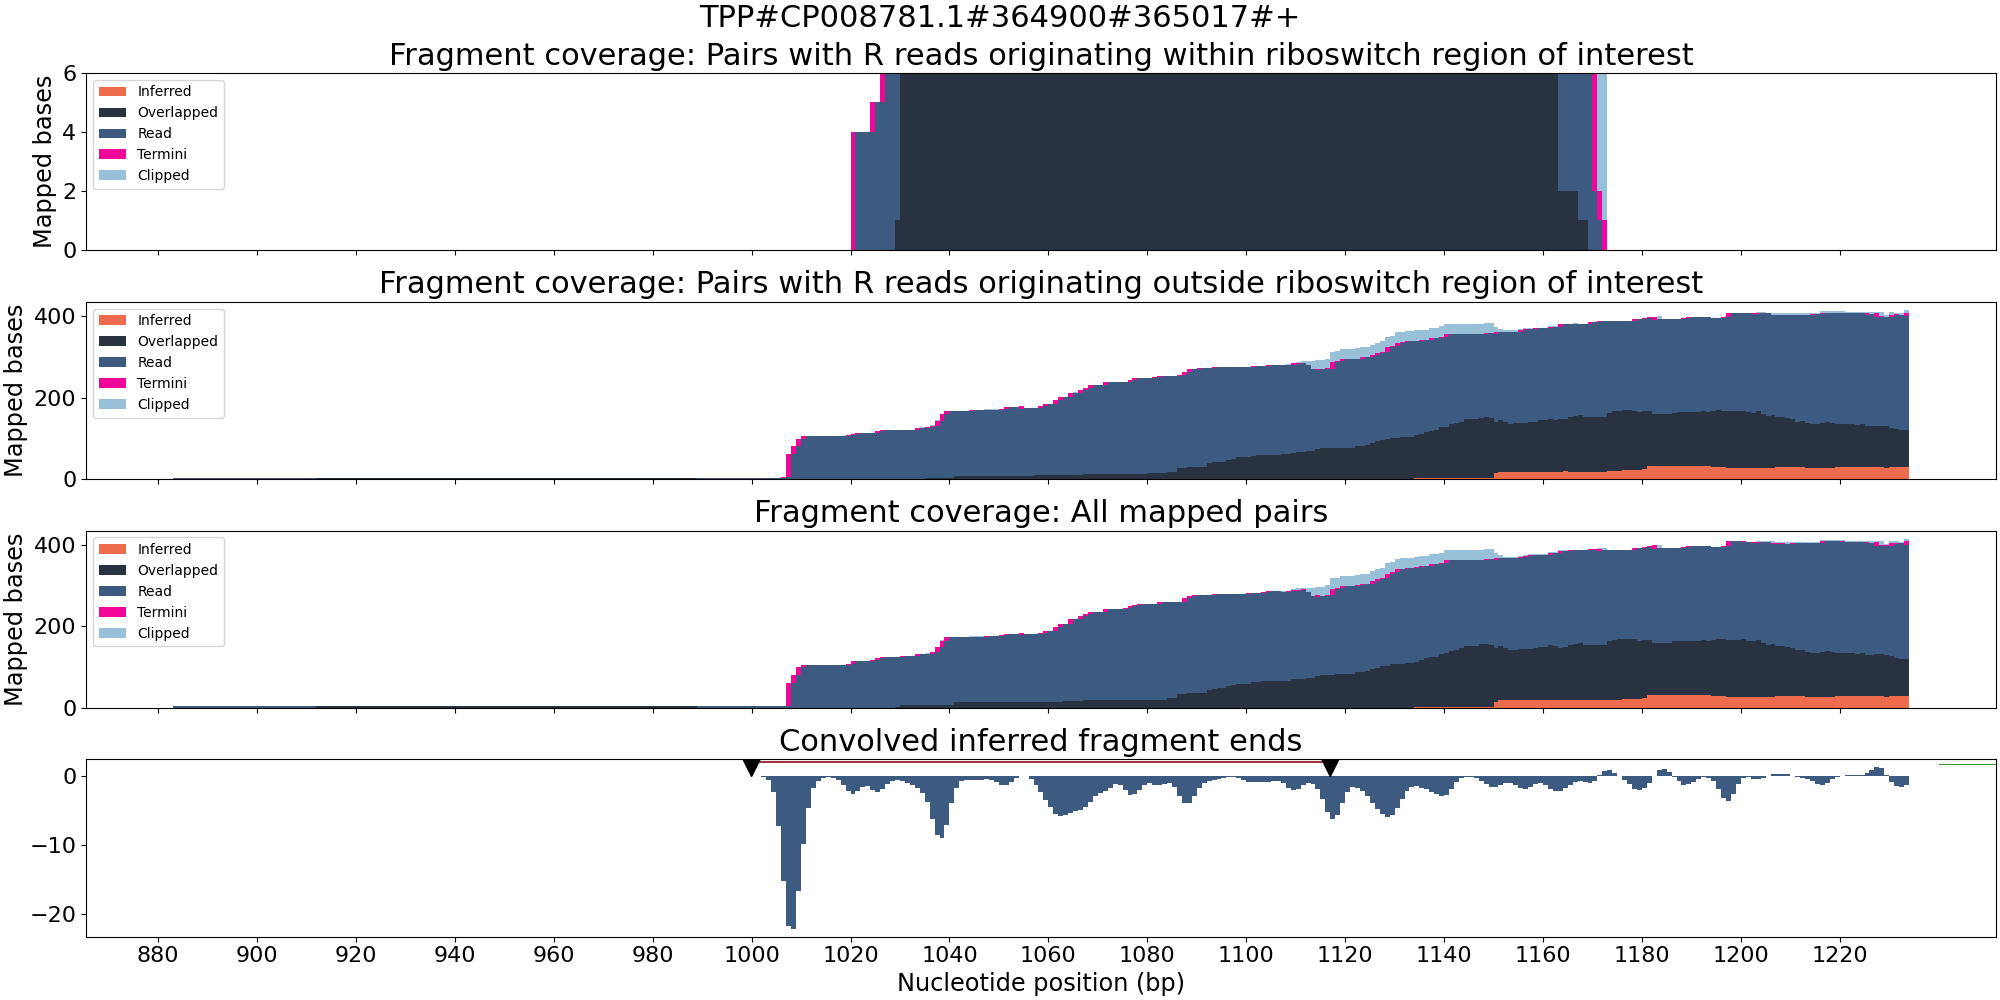 TPP#CP008781.1#364900#365017#+
Fragment coverage: Pairs with R reads originating within riboswitch region of interest
Mapped bases
6
4
2
0
Inferred
Overlapped
Read
Termini
Clipped
Fragment coverage: Pairs with R reads originating outside riboswitch region of interest
Mapped bases
400
200
0
Inferred
Overlapped
Read
Termini
Clipped
Fragment coverage: All mapped pairs
Mapped bases
400
200
0
Inferred
Overlapped
Read
Termini
Clipped
Convolved inferred fragment ends
0
−10
−20
880 900 920 940 960 980 1000 1020 1040 1060 1080 1100 1120 1140 1160 1180 1200 1220
Nucleotide position (bp)